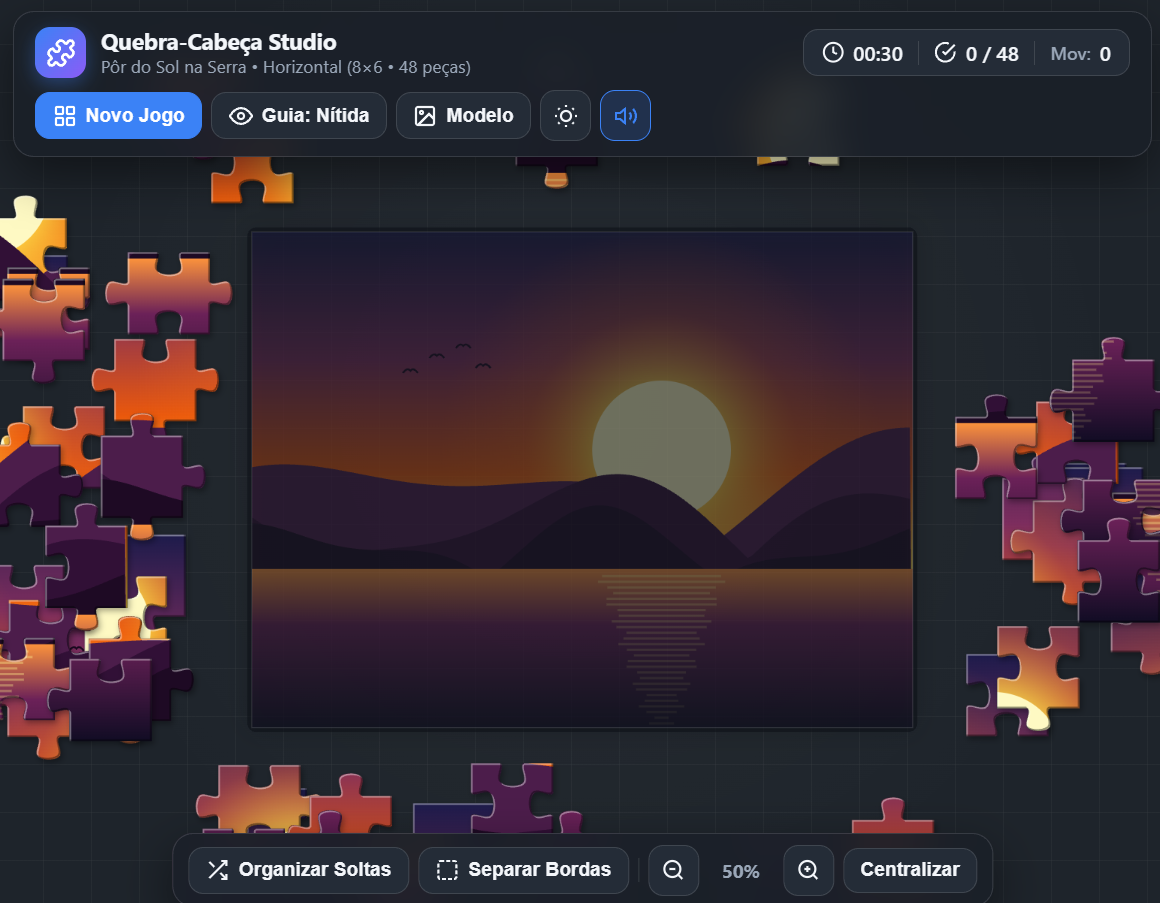 Quebra-Cabeça Studio
Pôr do Sol na Serra • Horizontal (8×6 • 48 peças)
00:30
0 / 48
Mov: 0
Novo Jogo
Guia: Nítida
Modelo
Organizar Soltas
Separar Bordas
50%
Centralizar